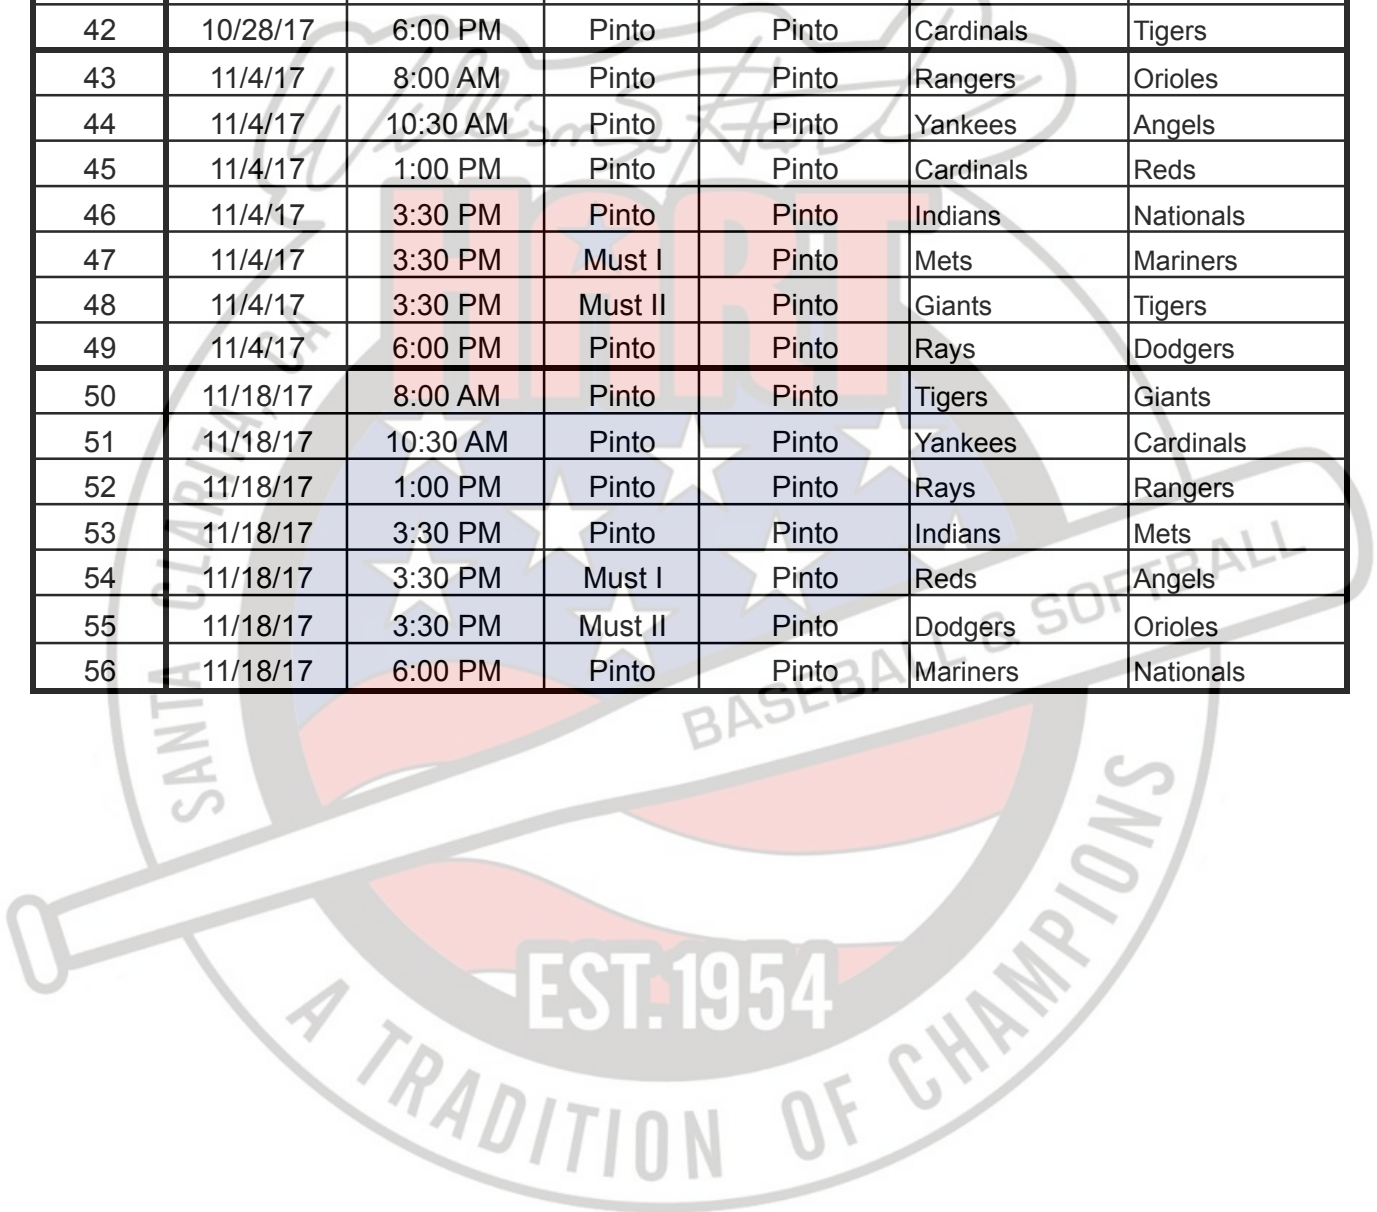 42 10/28/17 6:00 PM Pinto Pinto Cardinals Tigers
43 11/4/17 8:00 AM Pinto Pinto Rangers Orioles
44 11/4/17 10:30 AM Pinto Pinto Yankees Angels
45 11/4/17 1:00 PM Pinto Pinto Cardinals Reds
46 11/4/17 3:30 PM Pinto Pinto Indians Nationals
47 11/4/17 3:30 PM Must I Pinto Mets Mariners
48 11/4/17 3:30 PM Must II Pinto Giants Tigers
49 11/4/17 6:00 PM Pinto Pinto Rays Dodgers
50 11/18/17 8:00 AM Pinto Pinto Tigers Giants
51 11/18/17 10:30 AM Pinto Pinto Yankees Cardinals
52 11/18/17 1:00 PM Pinto Pinto Rays Rangers
53 11/18/17 3:30 PM Pinto Pinto Indians Mets
54 11/18/17 3:30 PM Must I Pinto Reds Angels
55 11/18/17 3:30 PM Must II Pinto Dodgers Orioles
56 11/18/17 6:00 PM Pinto Pinto Mariners Nationals
William S. Hart
HART
SANTA CLARITA, CA
BASEBALL & SOFTBALL
EST. 1954
A TRADITION OF CHAMPIONS